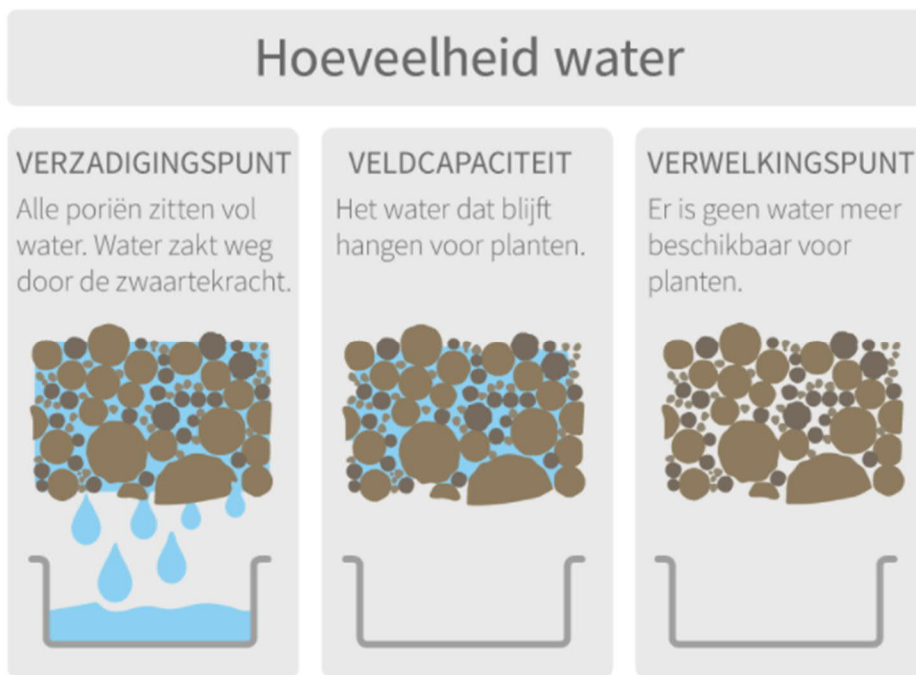 Hoeveelheid water
VERZADIGINGSPUNT
Alle poriën zitten vol
water. Water zakt weg
door de zwaartekracht.
VELDCAPACITEIT
Het water dat blijft
hangen voor planten.
VERWELKINGSPUNT
Er is geen water meer
beschikbaar voor
planten.